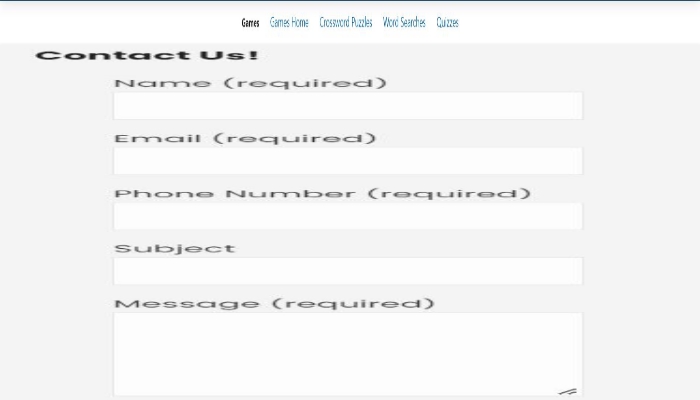 Games Games Home Crossword Puzzles Word Searches Quizzes
Contact Us!
Name (required)
Email (required)
Phone Number (required)
Subject
Message (required)